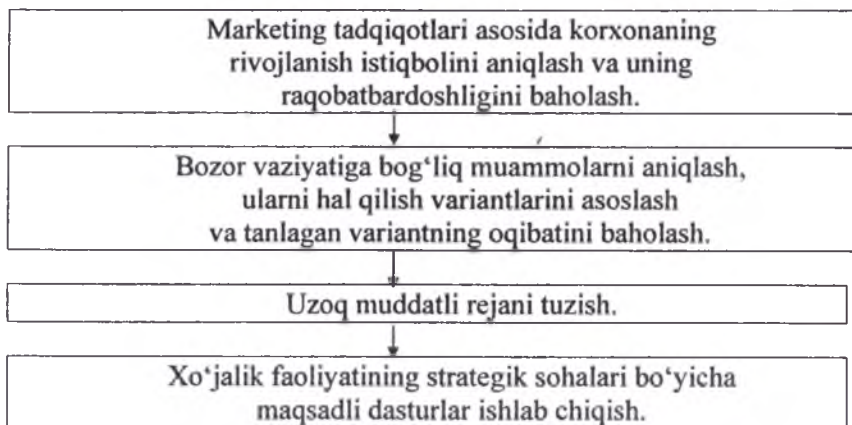 Marketing tadqiqotlari asosida korxonaning
rivojlanish istiqbolini aniqlash va uning
raqobatbardoshligini baholash.
Bozor vaziyatiga bog‘liq muammolarni aniqlash,
ularni hal qilish variantlarini asoslash
va tanlagan variantning oqibatini baholash.
Uzoq muddatli rejani tuzish.
Xo‘jalik faoliyatining strategik sohalari bo‘yicha
maqsadli dasturlar ishlab chiqish.